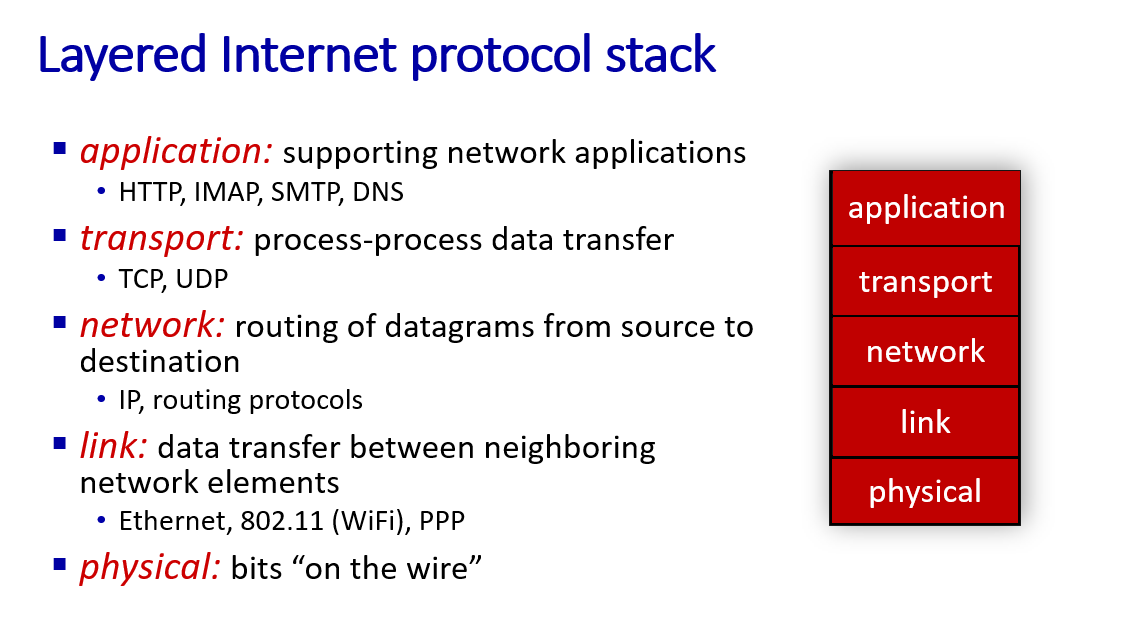 Layered Internet protocol stack
▪ application: supporting network applications
• HTTP, IMAP, SMTP, DNS
▪ transport: process-process data transfer
• TCP, UDP
▪ network: routing of datagrams from source to
destination
• IP, routing protocols
▪ link: data transfer between neighboring
network elements
• Ethernet, 802.11 (WiFi), PPP
▪ physical: bits “on the wire”
application
transport
network
link
physical